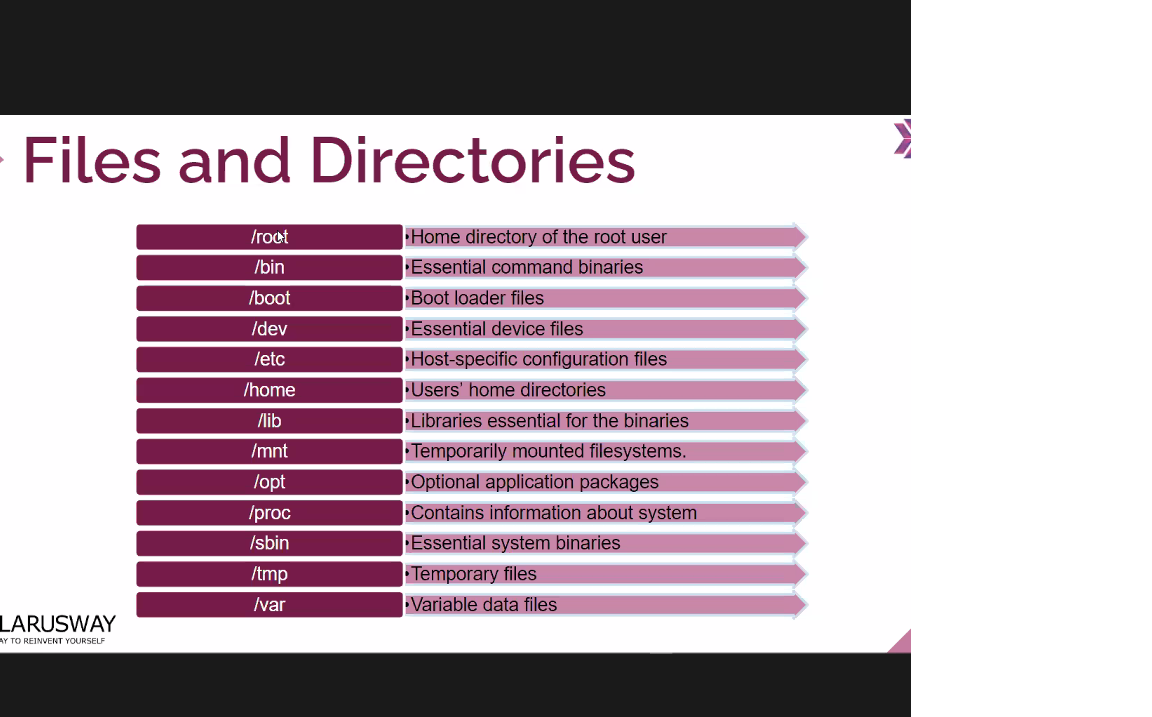 Files and Directories
/root
•Home directory of the root user
/bin
•Essential command binaries
/boot
•Boot loader files
/dev
•Essential device files
/etc
•Host-specific configuration files
/home
•Users’ home directories
/lib
•Libraries essential for the binaries
/mnt
•Temporarily mounted filesystems.
/opt
•Optional application packages
/proc
•Contains information about system
/sbin
•Essential system binaries
/tmp
•Temporary files
/var
•Variable data files
LARUSWAY
AY TO REINVENT YOURSELF